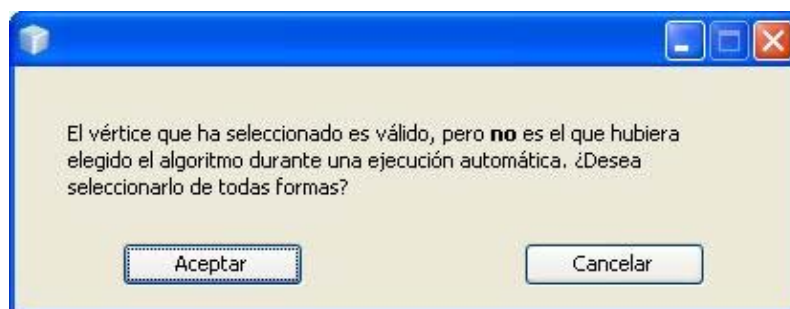 El vértice que ha seleccionado es válido, pero no es el que hubiera
elegido el algoritmo durante una ejecución automática. ¿Desea
seleccionarlo de todas formas?
Aceptar Cancelar